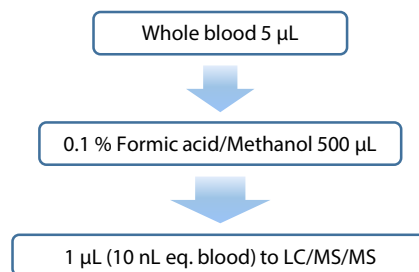 Whole blood 5 µL
0.1 % Formic acid/Methanol 500 µL
1 µL (10 nL eq. blood) to LC/MS/MS